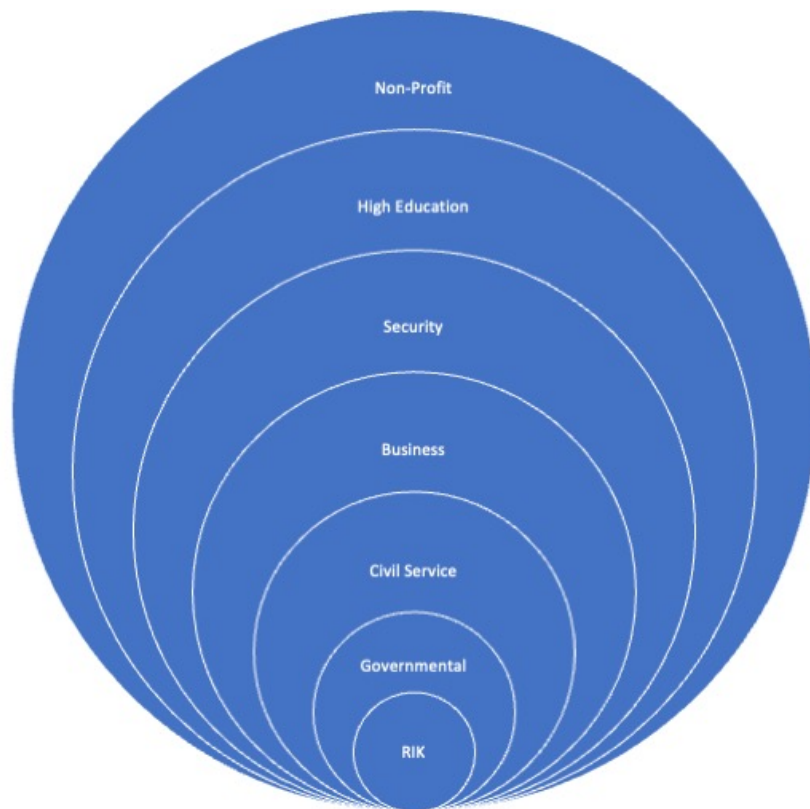 Non-Profit
High Education
Security
Business
Civil Service
Governmental
RIK